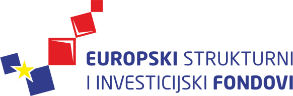 EUROPSKI STRUKTURNI
I INVESTICIJSKI FONDOVI